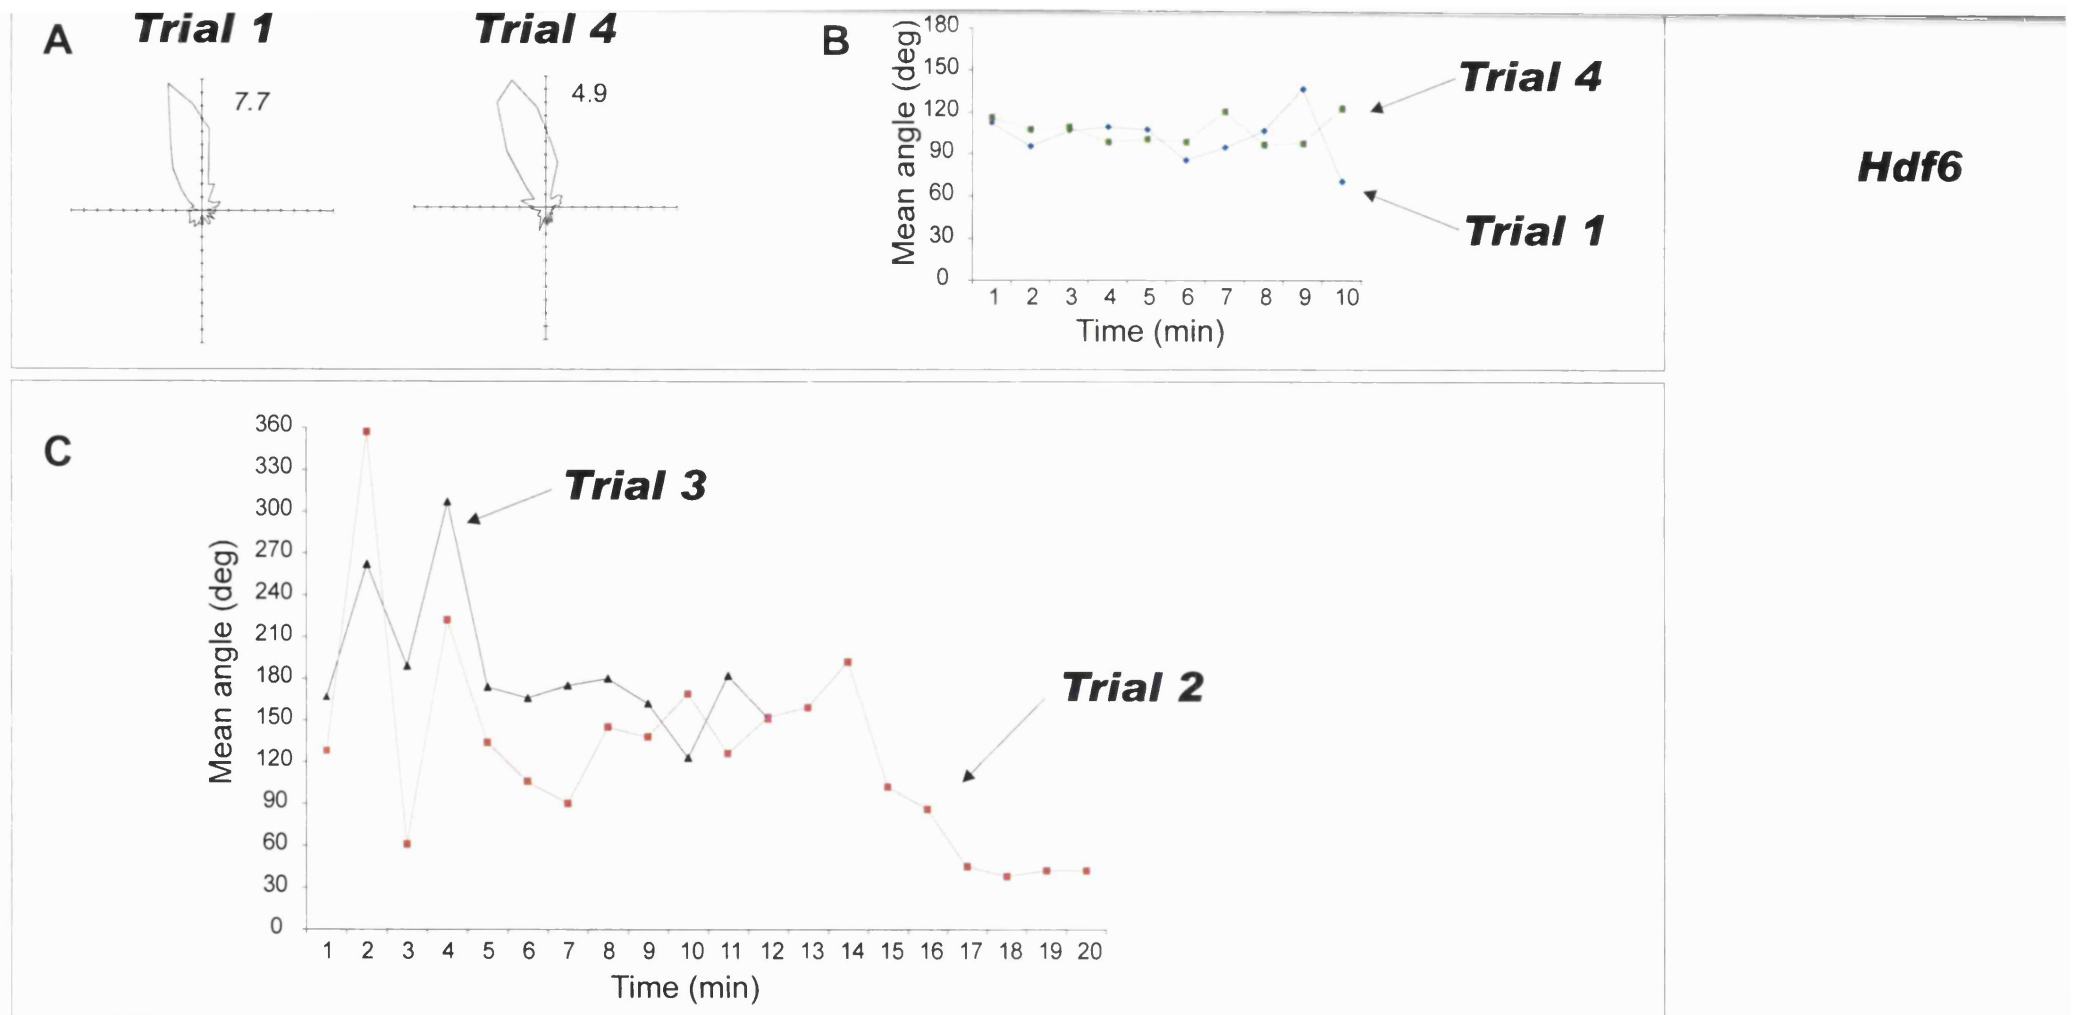 A
Trial 1
Trial 4
7.7
4.9
B
Mean angle (deg)
180
150
120
90
60
30
0
1 2 3 4 5 6 7 8 9 10
Time (min)
Trial 4
Trial 1
Hdf6
C
Mean angle (deg)
360
330
300
270
240
210
180
150
120
90
60
30
0
1 2 3 4 5 6 7 8 9 10 11 12 13 14 15 16 17 18 19 20
Time (min)
Trial 3
Trial 2